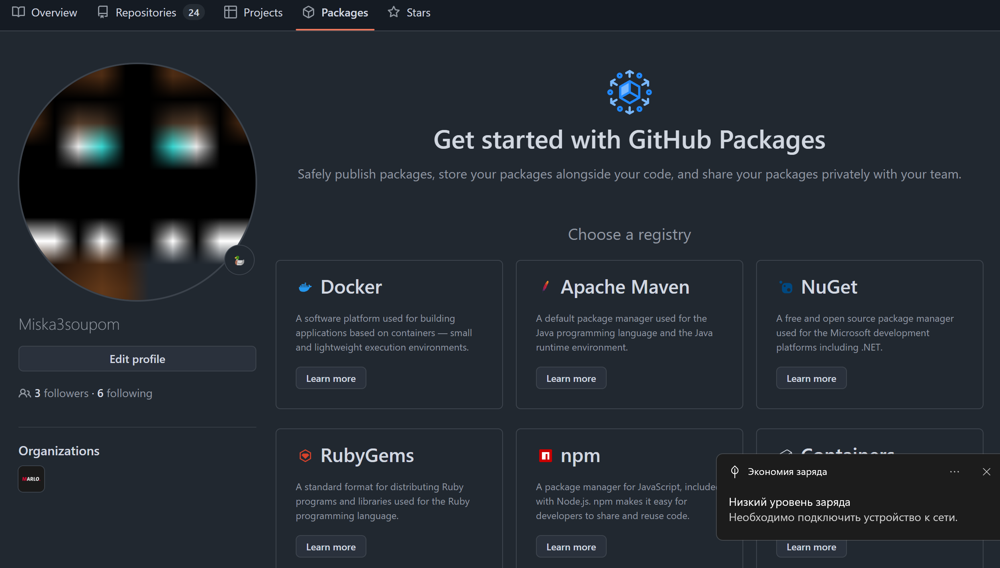 Overview
Repositories 24
Projects
Packages
Stars
Get started with GitHub Packages
Safely publish packages, store your packages alongside your code, and share your packages privately with your team.
Choose a registry
Miska3soupom
Edit profile
3 followers · 6 following
Organizations
MARLO.
Docker
A software platform used for building
applications based on containers — small
and lightweight execution environments.
Learn more
Apache Maven
A default package manager used for the
Java programming language and the Java
runtime environment.
Learn more
NuGet
A free and open source package manager
used for the Microsoft development
platforms including .NET.
Learn more
RubyGems
A standard format for distributing Ruby
programs and libraries used for the Ruby
programming language.
Learn more
npm
A package manager for JavaScript, include
with Node.js. npm makes it easy for
developers to share and reuse code.
Learn more
Containers
Learn more
Экономия заряда
Низкий уровень заряда
Необходимо подключить устройство к сети.